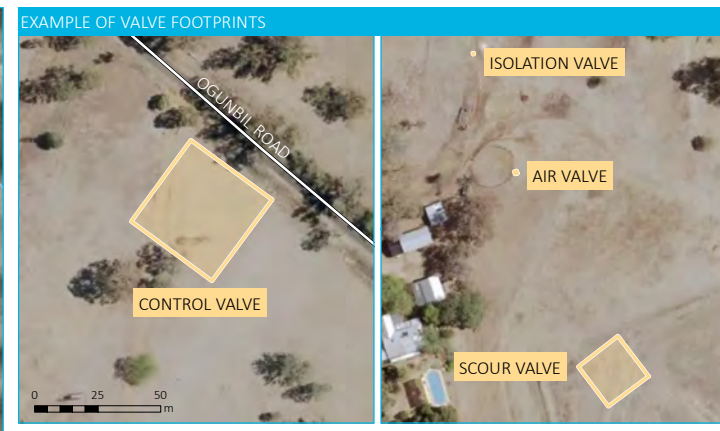 EXAMPLE OF VALVE FOOTPRINTS
OGUNBIL ROAD
CONTROL VALVE
0 25 50
m
ISOLATION VALVE
AIR VALVE
SCOUR VALVE